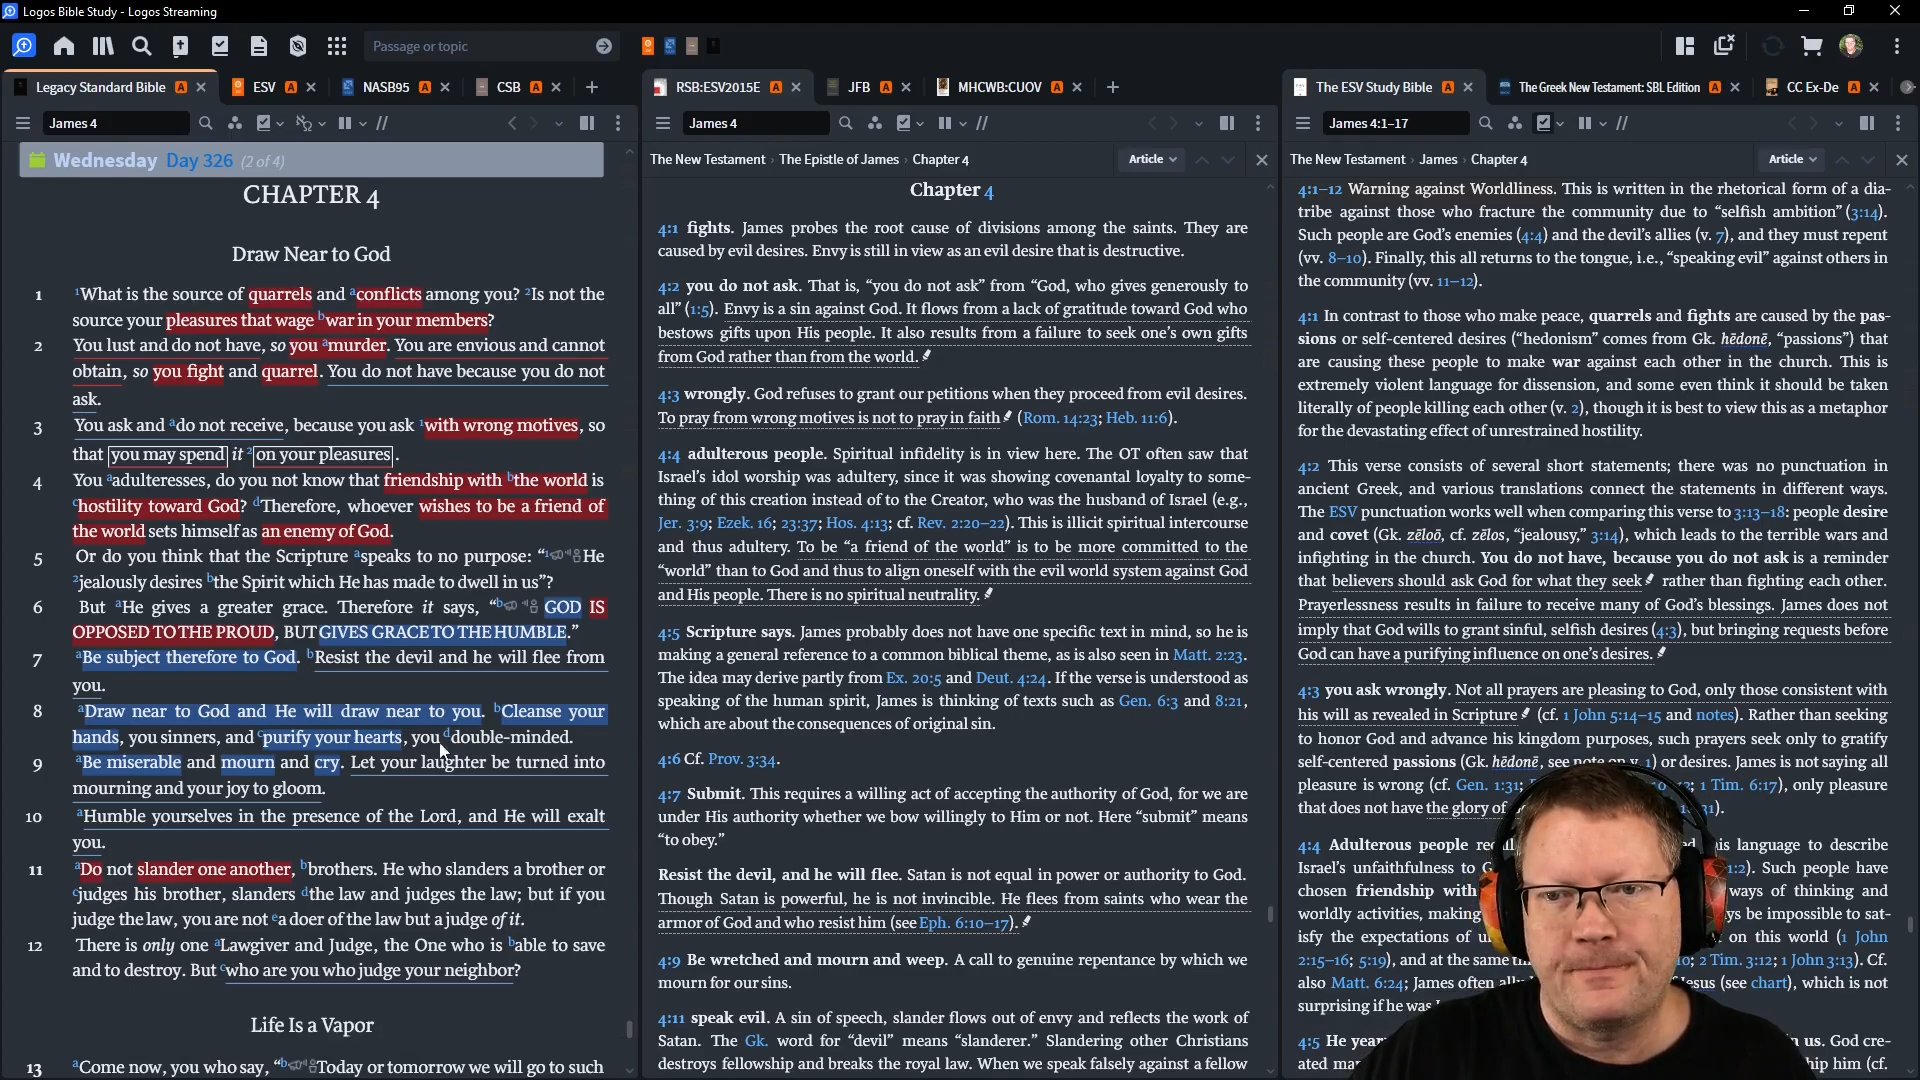 Logos Bible Study - Logos Streaming
Passage or topic
Legacy Standard Bible A
ESV A
NASB95 A
CSB A
RSB:ESV2015E A
JFB A
MHCWB:CUOV A
The ESV Study Bible A
The Greek New Testament: SBL Edition A
CC Ex-De A
James 4
James 4
James 4:1–17
Wednesday Day 326 (2 of 4)
CHAPTER 4
Draw Near to God
1 ¹What is the source of quarrels and ᵃconflicts among you? ²Is not the
source your pleasures that wage ᵇwar in your members?
2 You lust and do not have, so you ᵃmurder. You are envious and cannot
obtain, so you fight and quarrel. You do not have because you do not
ask.
3 You ask and ᵃdo not receive, because you ask ¹with wrong motives, so
that you may spend it ²on your pleasures.
4 You ᵃadulteresses, do you not know that friendship with ᵇthe world is
ᶜhostility toward God? ᵈTherefore, whoever wishes to be a friend of
the world sets himself as an enemy of God.
5 Or do you think that the Scripture ᵃspeaks to no purpose: “¹He
²jealously desires ᵇthe Spirit which He has made to dwell in us”?
6 But ᵃHe gives a greater grace. Therefore it says, “ᵇGOD IS
OPPOSED TO THE PROUD, BUT GIVES GRACE TO THE HUMBLE.”
7 ᵃBe subject therefore to God. ᵇResist the devil and he will flee from
you.
8 ᵃDraw near to God and He will draw near to you. ᵇCleanse your
hands, you sinners, and ᶜpurify your hearts, you ᵈdouble-minded.
9 ᵃBe miserable and mourn and cry. Let your laughter be turned into
mourning and your joy to gloom.
10 ᵃHumble yourselves in the presence of the Lord, and He will exalt
you.
11 ᵃDo not slander one another, ᵇbrothers. He who slanders a brother or
ᶜjudges his brother, slanders ᵈthe law and judges the law; but if you
judge the law, you are not ᵉa doer of the law but a judge of it.
12 There is only one ᵃLawgiver and Judge, the One who is ᵇable to save
and to destroy. But ᶜwho are you who judge your neighbor?
Life Is a Vapor
13 ᵃCome now, you who say, “ᵇToday or tomorrow we will go to such
The New Testament › The Epistle of James › Chapter 4
Article
Chapter 4
4:1 fights. James probes the root cause of divisions among the saints. They are
caused by evil desires. Envy is still in view as an evil desire that is destructive.
4:2 you do not ask. That is, “you do not ask” from “God, who gives generously to
all” (1:5). Envy is a sin against God. It flows from a lack of gratitude toward God who
bestows gifts upon His people. It also results from a failure to seek one’s own gifts
from God rather than from the world.
4:3 wrongly. God refuses to grant our petitions when they proceed from evil desires.
To pray from wrong motives is not to pray in faith (Rom. 14:23; Heb. 11:6).
4:4 adulterous people. Spiritual infidelity is in view here. The OT often saw that
Israel’s idol worship was adultery, since it was showing covenantal loyalty to some-
thing of this creation instead of to the Creator, who was the husband of Israel (e.g.,
Jer. 3:9; Ezek. 16; 23:37; Hos. 4:13; cf. Rev. 2:20–22). This is illicit spiritual intercourse
and thus adultery. To be “a friend of the world” is to be more committed to the
“world” than to God and thus to align oneself with the evil world system against God
and His people. There is no spiritual neutrality.
4:5 Scripture says. James probably does not have one specific text in mind, so he is
making a general reference to a common biblical theme, as is also seen in Matt. 2:23.
The idea may derive partly from Ex. 20:5 and Deut. 4:24. If the verse is understood as
speaking of the human spirit, James is thinking of texts such as Gen. 6:3 and 8:21,
which are about the consequences of original sin.
4:6 Cf. Prov. 3:34.
4:7 Submit. This requires a willing act of accepting the authority of God, for we are
under His authority whether we bow willingly to Him or not. Here “submit” means
“to obey.”
Resist the devil, and he will flee. Satan is not equal in power or authority to God.
Though Satan is powerful, he is not invincible. He flees from saints who wear the
armor of God and who resist him (see Eph. 6:10–17).
4:9 Be wretched and mourn and weep. A call to genuine repentance by which we
mourn for our sins.
4:11 speak evil. A sin of speech, slander flows out of envy and reflects the work of
Satan. The Gk. word for “devil” means “slanderer.” Slandering other Christians
destroys fellowship and breaks the royal law. When we speak falsely against a fellow
The New Testament › James › Chapter 4
Article
4:1–12 Warning against Worldliness. This is written in the rhetorical form of a dia-
tribe against those who fracture the community due to “selfish ambition” (3:14).
Such people are God’s enemies (4:4) and the devil’s allies (v. 7), and they must repent
(vv. 8–10). Finally, this all returns to the tongue, i.e., “speaking evil” against others in
the community (vv. 11–12).
4:1 In contrast to those who make peace, quarrels and fights are caused by the pas-
sions or self-centered desires (“hedonism” comes from Gk. hēdonē, “passions”) that
are causing these people to make war against each other in the church. This is
extremely violent language for dissension, and some even think it should be taken
literally of people killing each other (v. 2), though it is best to view this as a metaphor
for the devastating effect of unrestrained hostility.
4:2 This verse consists of several short statements; there was no punctuation in
ancient Greek, and various translations connect the statements in different ways.
The ESV punctuation works well when comparing this verse to 3:13–18: people desire
and covet (Gk. zēloō, cf. zēlos, “jealousy,” 3:14), which leads to the terrible wars and
infighting in the church. You do not have, because you do not ask is a reminder
that believers should ask God for what they seek rather than fighting each other.
Prayerlessness results in failure to receive many of God’s blessings. James does not
imply that God wills to grant sinful, selfish desires (4:3), but bringing requests before
God can have a purifying influence on one’s desires.
4:3 you ask wrongly. Not all prayers are pleasing to God, only those consistent with
his will as revealed in Scripture (cf. 1 John 5:14–15 and notes). Rather than seeking
to honor God and advance his kingdom purposes, such prayers seek only to gratify
self-centered passions (Gk. hēdonē, see note on v. 1) or desires. James is not saying all
pleasure is wrong (cf. Gen. 1:31; 1 Tim. 6:17), only pleasure
that does not have the glory of
4:4 Adulterous people language to describe
Israel’s unfaithfulness to Such people have
chosen friendship with ways of thinking and
worldly activities, making be impossible to sat-
isfy the expectations of on this world (1 John
2:15–16; 5:19), and at the same 2 Tim. 3:12; 1 John 3:13). Cf.
also Matt. 6:24; James often (see chart), which is not
surprising if he was
4:5 He in us. God cre-
ated him (cf.